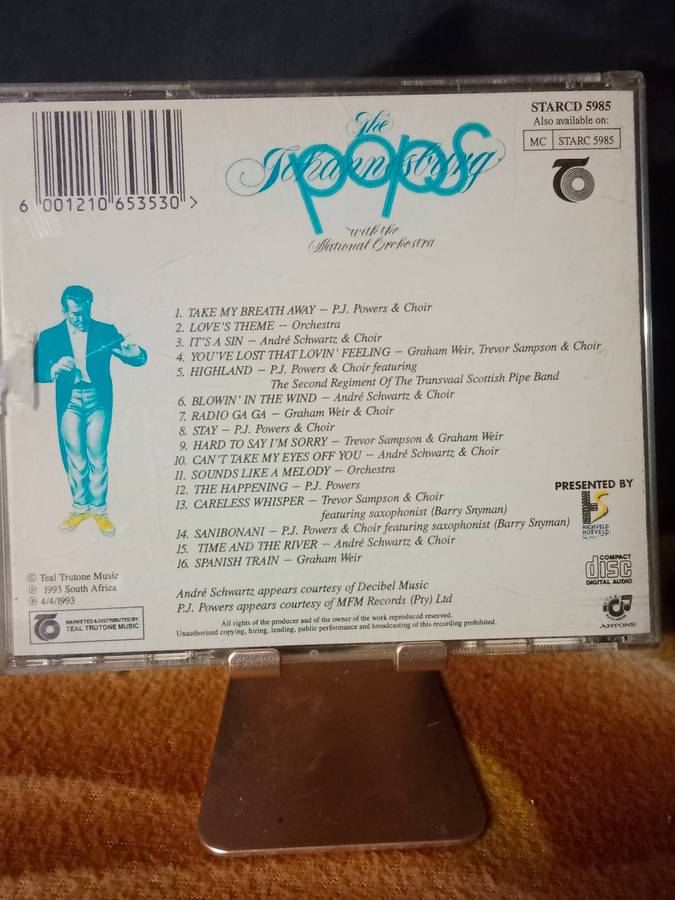 The
Johannesburg
pops
with the
National Orchestra
STARCD 5985
Also available on:
MC STARC 5985
6 001210 653530 >
1. TAKE MY BREATH AWAY – P.J. Powers & Choir
2. LOVE'S THEME – Orchestra
3. IT'S A SIN – André Schwartz & Choir
4. YOU'VE LOST THAT LOVIN' FEELING – Graham Weir, Trevor Sampson & Choir
5. HIGHLAND – P.J. Powers & Choir featuring
The Second Regiment Of The Transvaal Scottish Pipe Band
6. BLOWIN' IN THE WIND – André Schwartz & Choir
7. RADIO GA GA – Graham Weir & Choir
8. STAY – P.J. Powers & Choir
9. HARD TO SAY I'M SORRY – Trevor Sampson & Graham Weir
10. CAN'T TAKE MY EYES OFF YOU – André Schwartz & Choir
11. SOUNDS LIKE A MELODY – Orchestra
12. THE HAPPENING – P.J. Powers
13. CARELESS WHISPER – Trevor Sampson & Choir
featuring saxophonist (Barry Snyman)
14. SANIBONANI – P.J. Powers & Choir featuring saxophonist (Barry Snyman)
15. TIME AND THE RIVER – André Schwartz & Choir
16. SPANISH TRAIN – Graham Weir
PRESENTED BY
HS
HIGHVELD
HOËVELD
COMPACT
disc
DIGITAL AUDIO
ARTONE
© Teal Trutone Music
℗ 1993 South Africa
℗ 4/4/1993
MARKETED & DISTRIBUTED BY
TEAL TRUTONE MUSIC
André Schwartz appears courtesy of Decibel Music
P.J. Powers appears courtesy of MFM Records (Pty) Ltd
All rights of the producer and of the owner of the work reproduced reserved.
Unauthorised copying, hiring, lending, public performance and broadcasting of this recording prohibited.